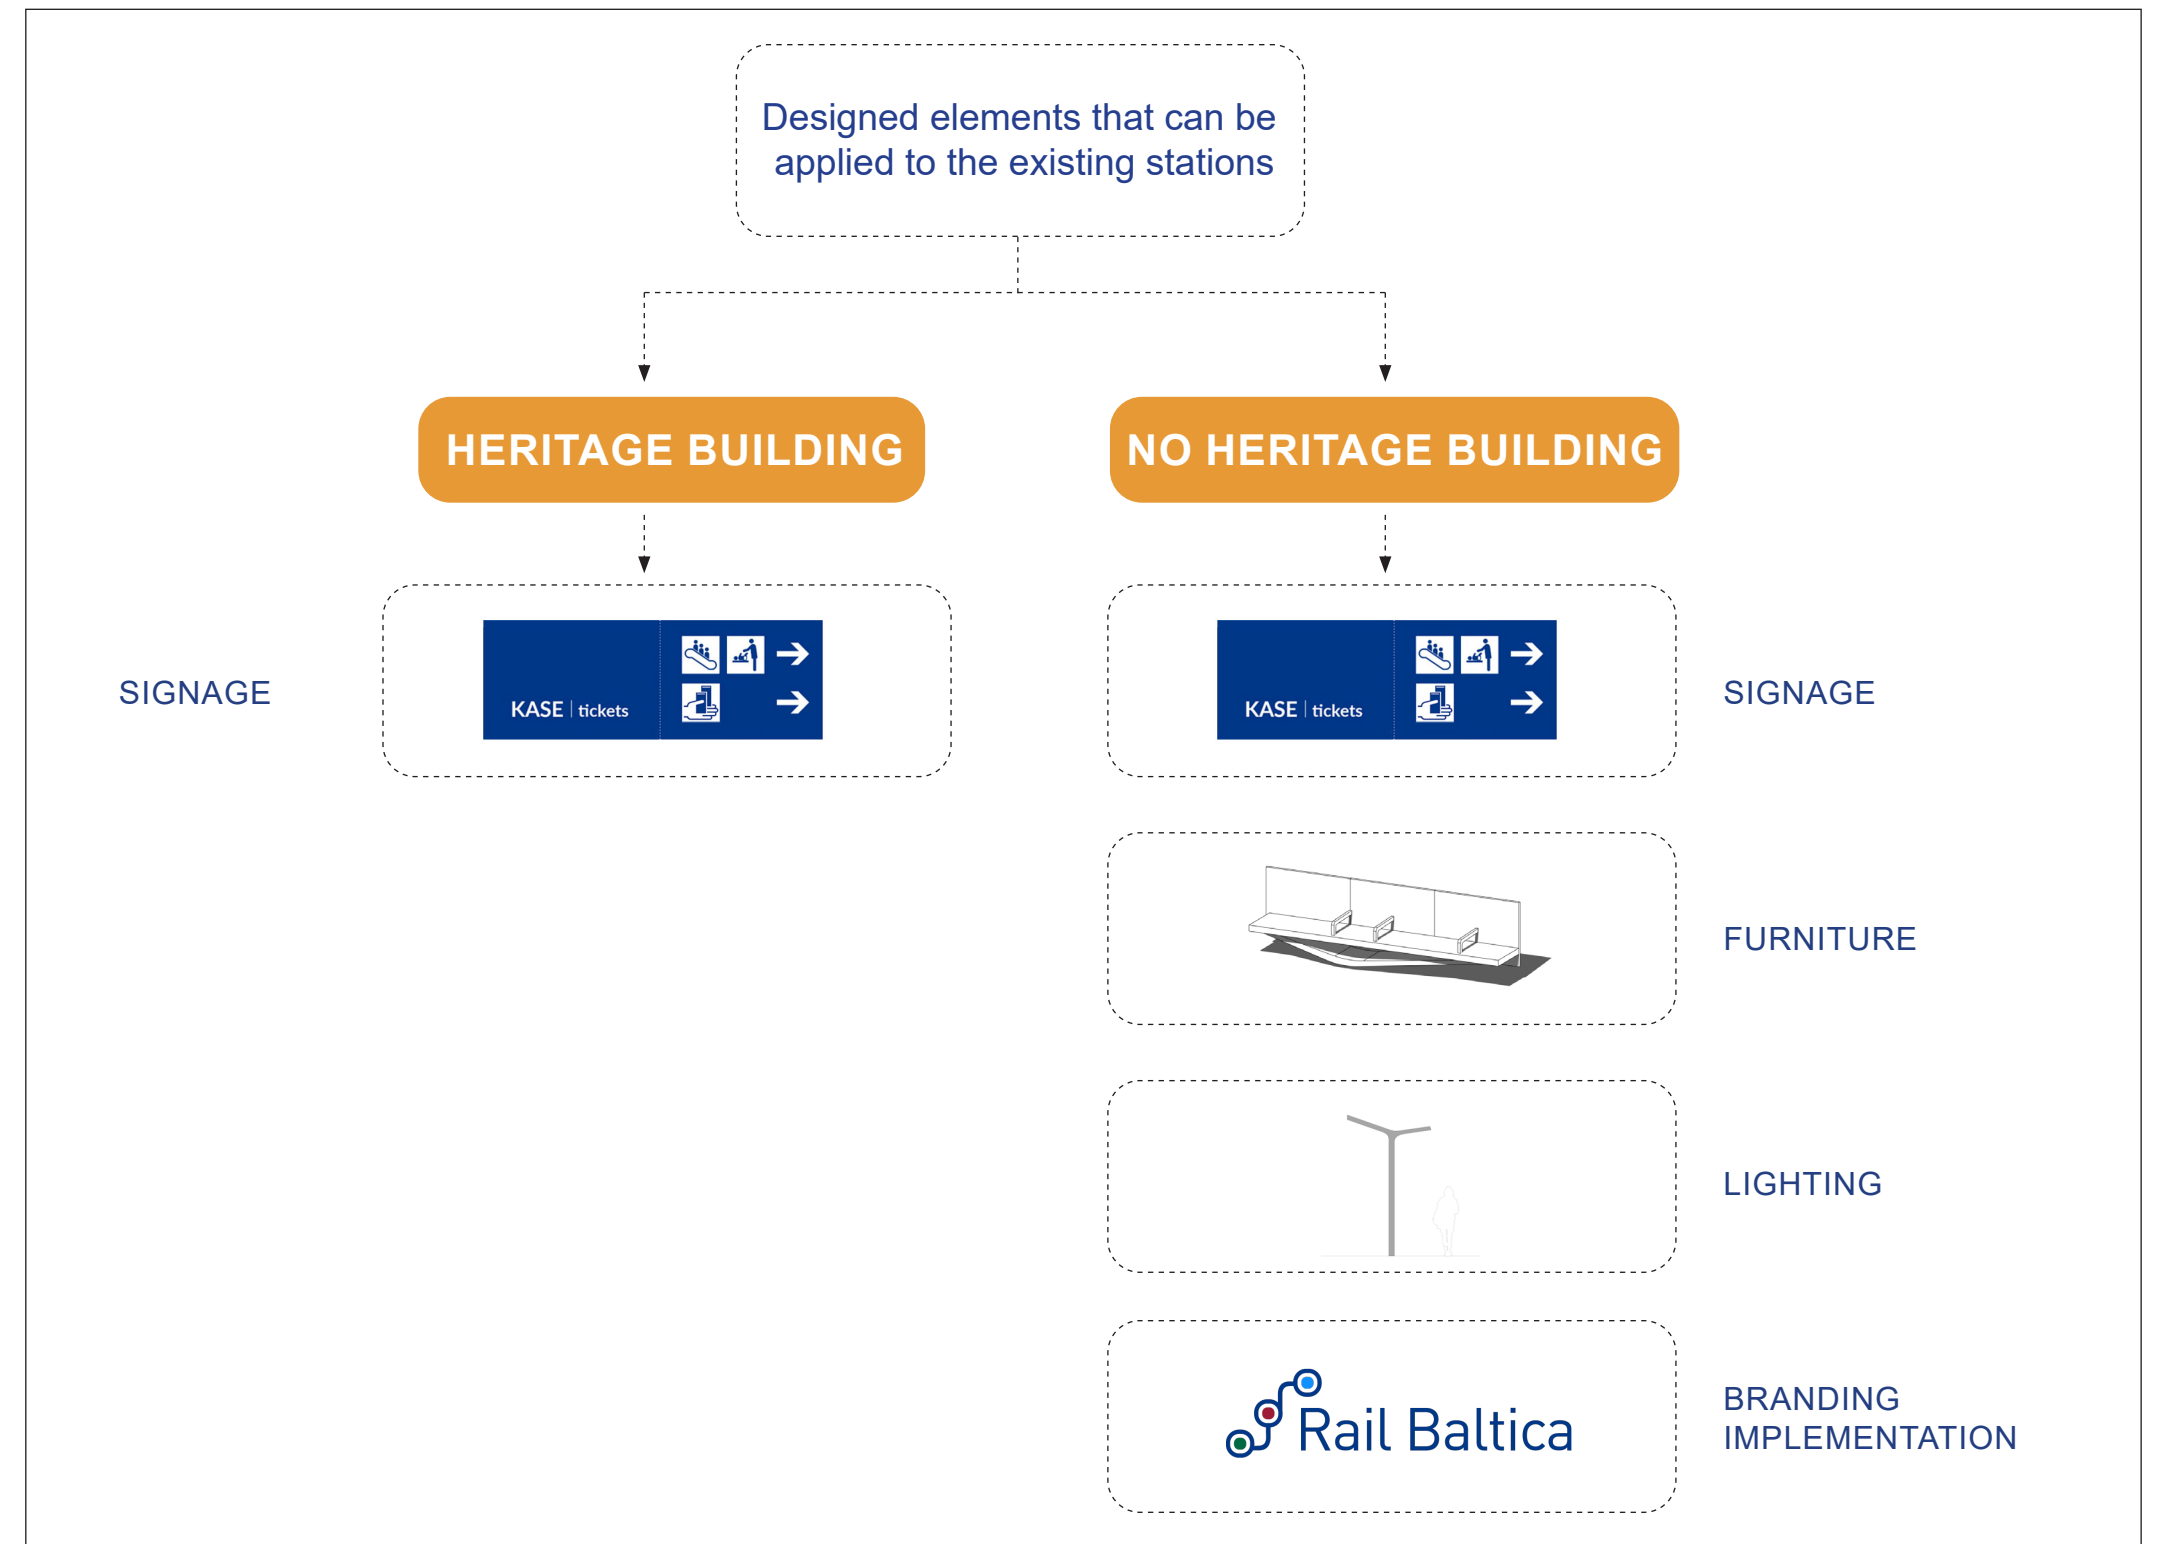 Designed elements that can be
applied to the existing stations
HERITAGE BUILDING
NO HERITAGE BUILDING
SIGNAGE
KASE | tickets
KASE | tickets
SIGNAGE
FURNITURE
LIGHTING
Rail Baltica
BRANDING
IMPLEMENTATION